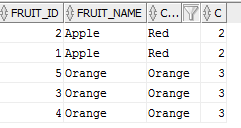 FRUIT_ID FRUIT_NAME C... C
2 Apple Red 2
1 Apple Red 2
5 Orange Orange 3
3 Orange Orange 3
4 Orange Orange 3